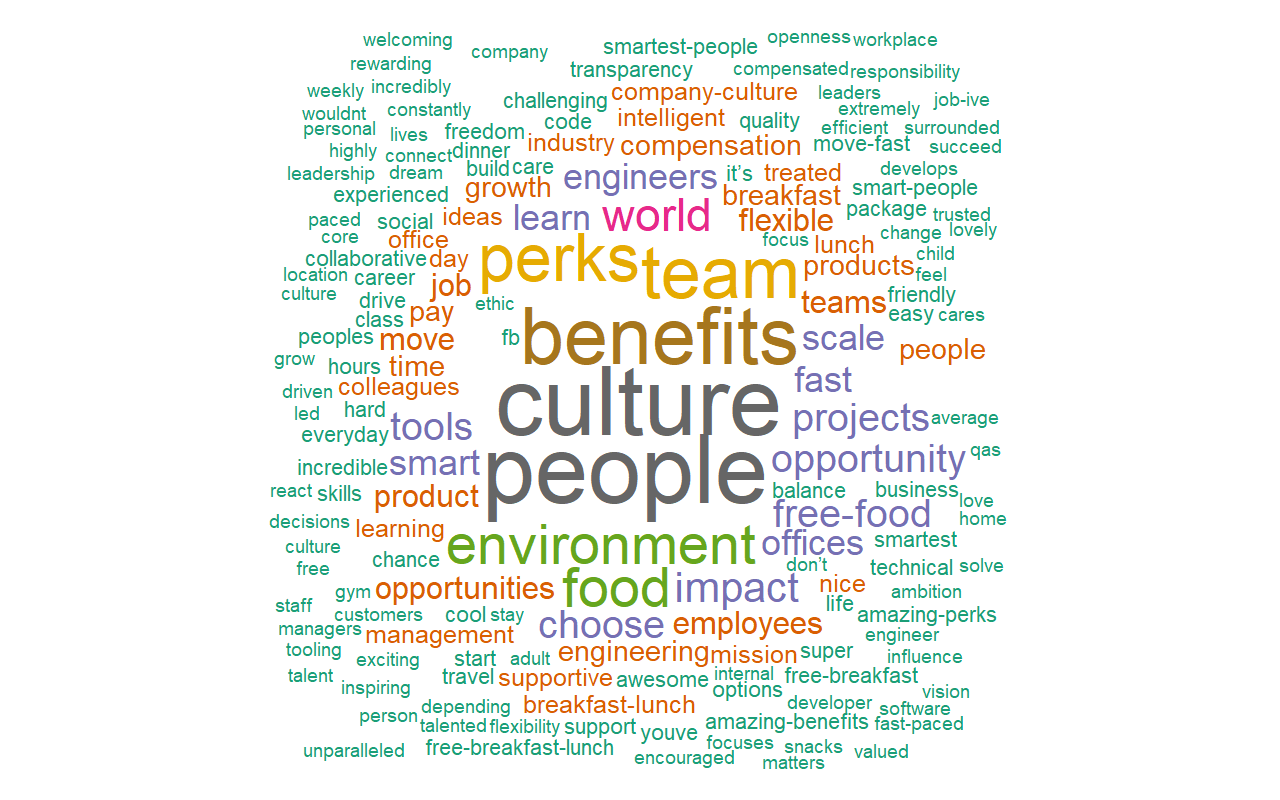 welcoming company smartest-people openness workplace
rewarding transparency compensated responsibility
weekly incredibly challenging company-culture leaders job-ive
wouldnt constantly code intelligent quality extremely
personal lives freedom industry compensation efficient surrounded
highly connect dinner move-fast succeed
leadership dream build care engineers it's treated develops
experienced growth breakfast smart-people
paced social ideas learn world flexible package trusted
core office focus lunch change lovely
collaborative day perks team products child
location career job feel
culture drive pay ethic teams friendly
class easy cares
peoples move fb benefits scale people
grow hours time fast
driven colleagues culture
led hard tools projects average
everyday
incredible smart people opportunity qas
react skills product balance business love
decisions learning free-food home
culture chance environment offices smartest
free don't technical solve
gym opportunities food impact nice ambition
staff customers cool stay life amazing-perks
managers management choose employees engineer
tooling exciting start adult engineering mission super influence
talent travel supportive awesome internal free-breakfast
inspiring options vision
person depending breakfast-lunch developer software
talented flexibility support youve amazing-benefits fast-paced
unparalleled free-breakfast-lunch focuses snacks valued
encouraged matters